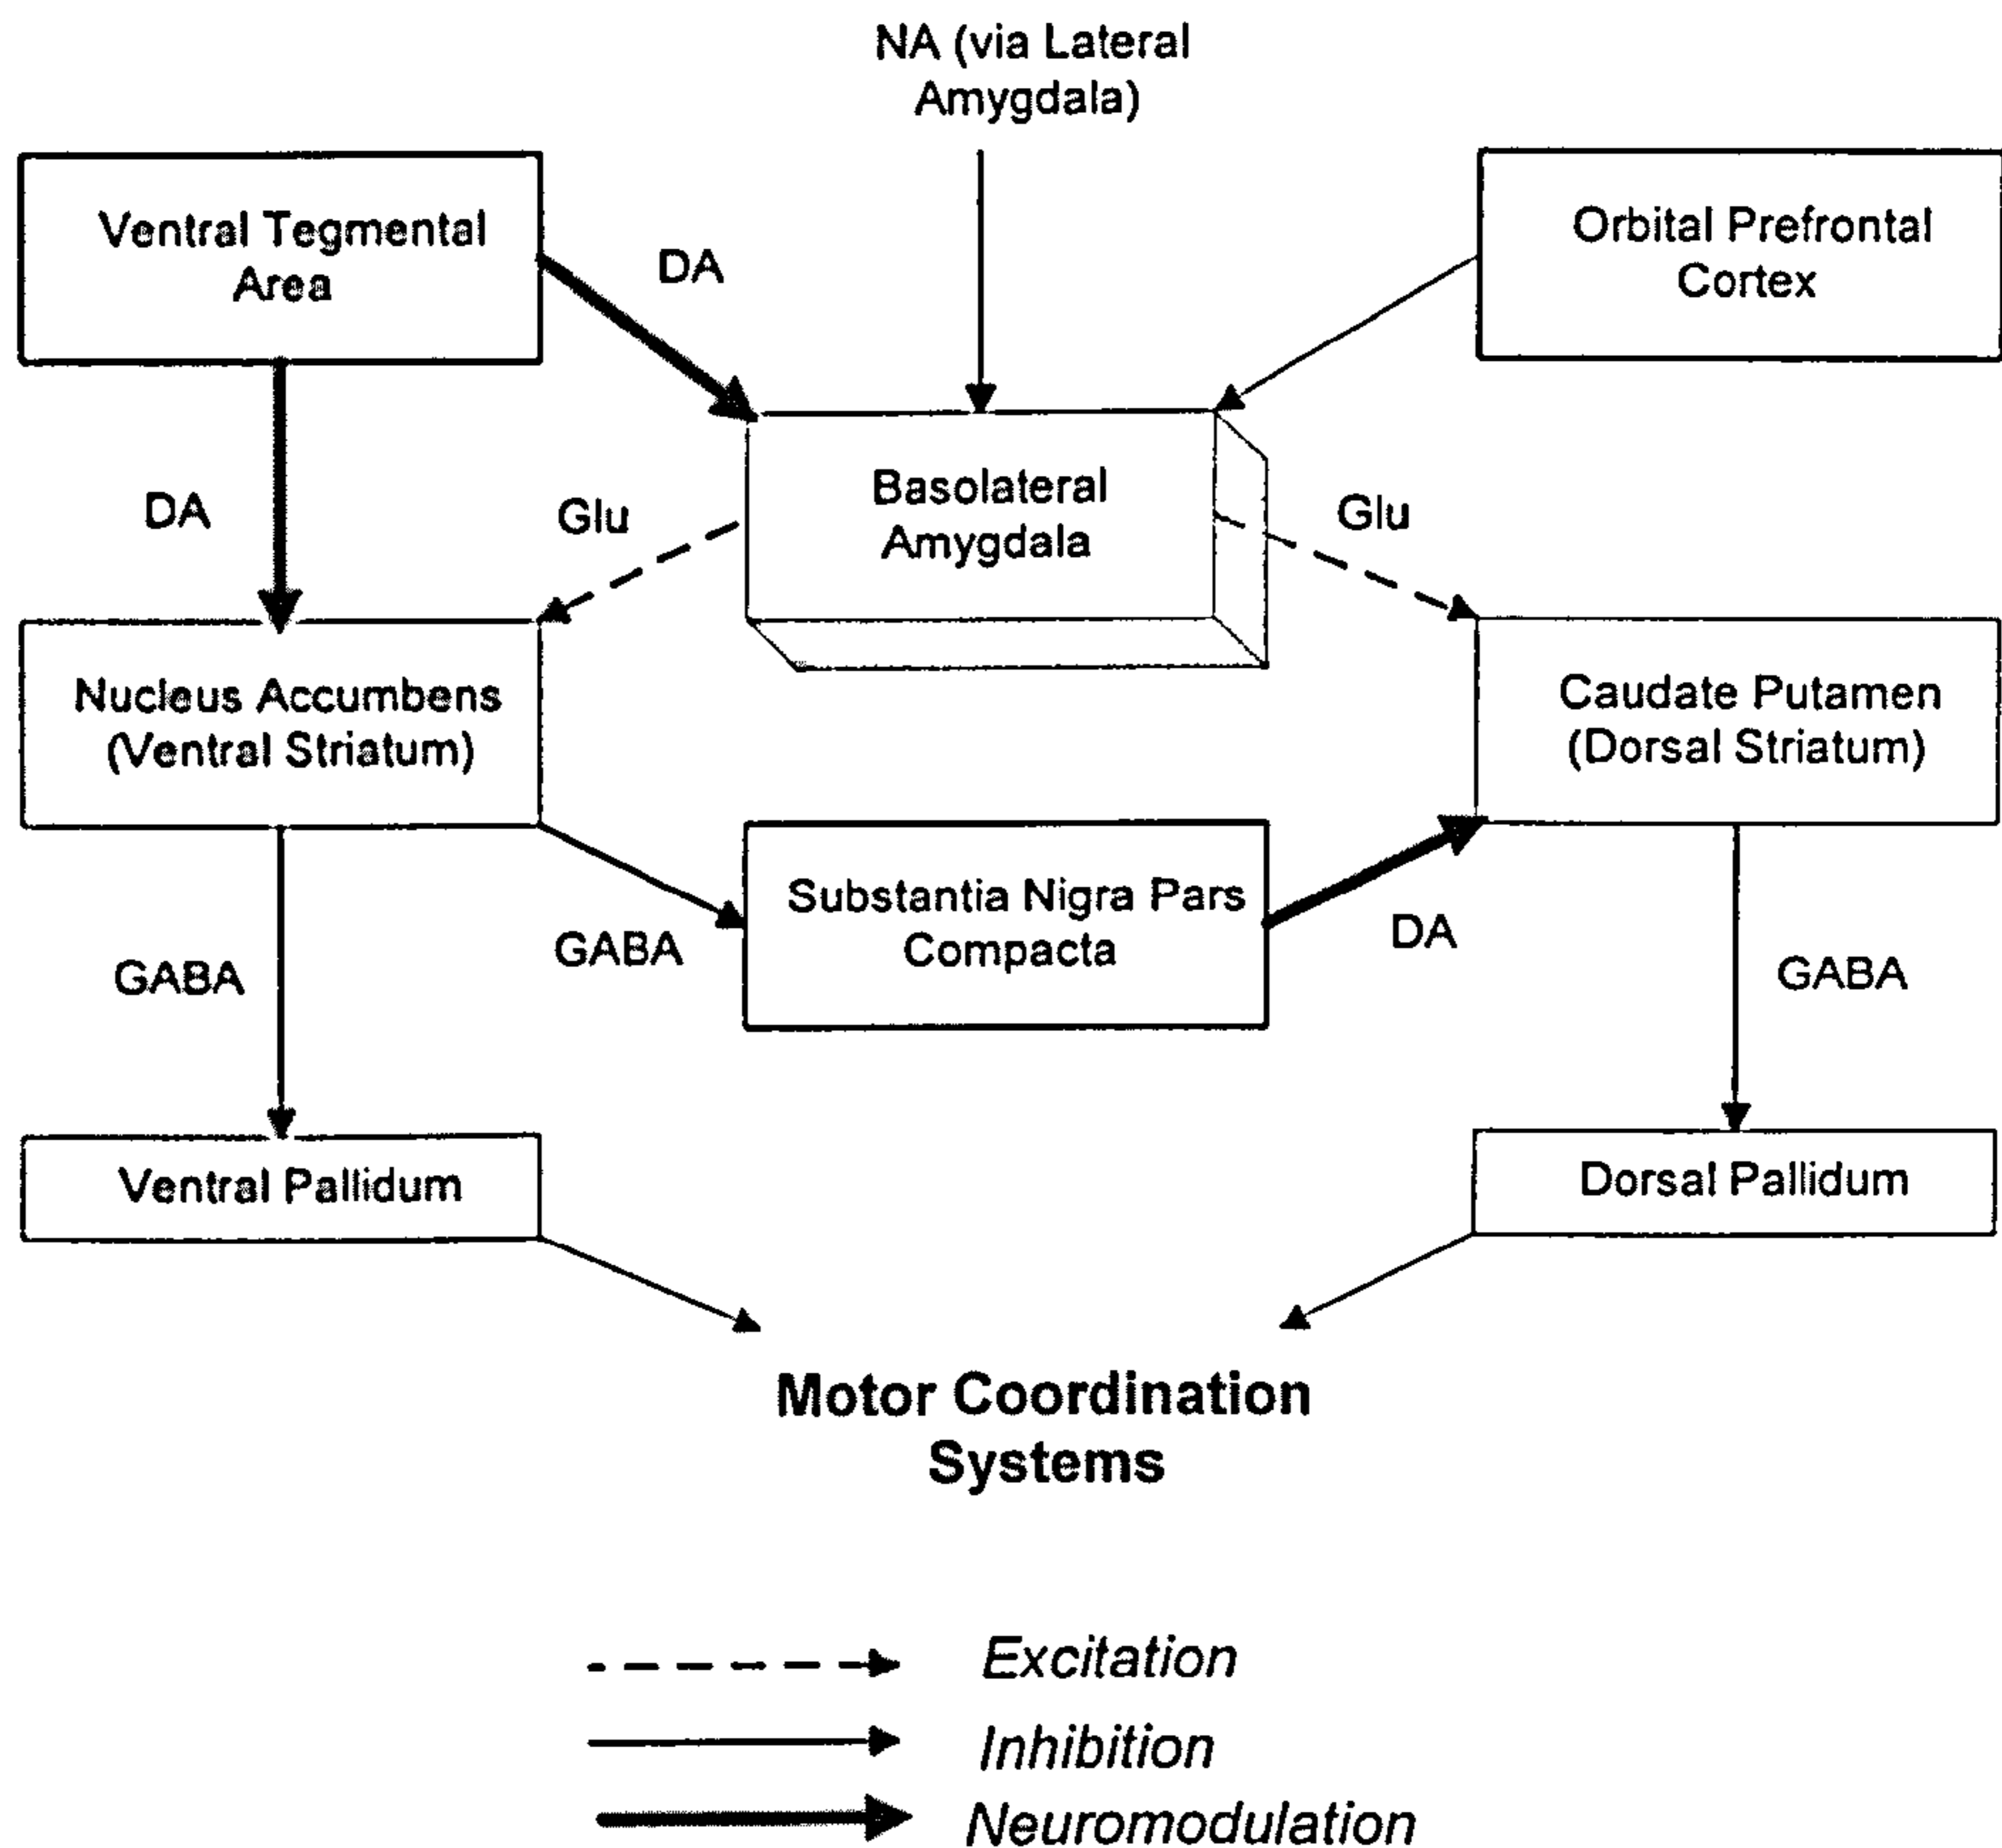 NA (via Lateral
Amygdala)
Ventral Tegmental
Area
DA
Orbital Prefrontal
Cortex
DA
Glu
Basolateral
Amygdala
Glu
Nucleus Accumbens
(Ventral Striatum)
Caudate Putamen
(Dorsal Striatum)
GABA
GABA
Substantia Nigra Pars
Compacta
DA
GABA
Ventral Pallidum
Dorsal Pallidum
Motor Coordination
Systems
Excitation
Inhibition
Neuromodulation